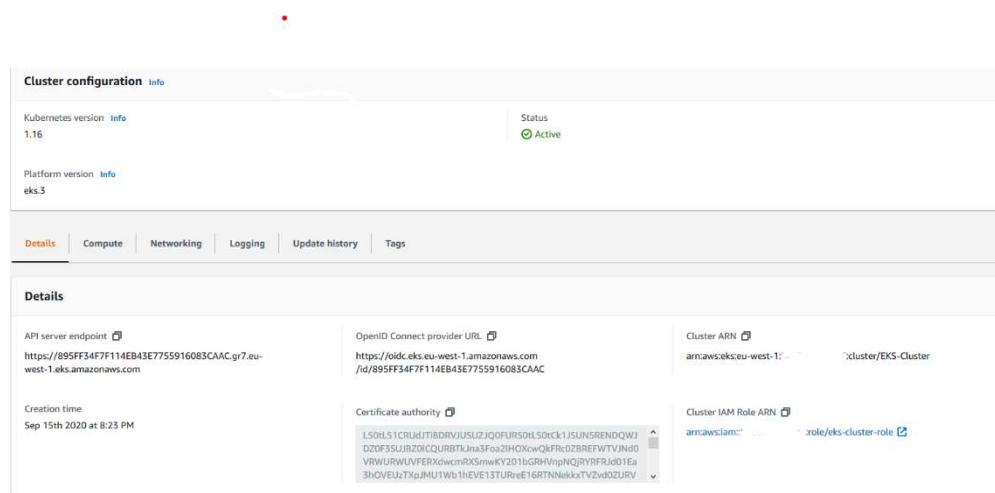 Cluster configuration Info
Kubernetes version Info
Status
1.16
Active
Platform version Info
eks.3
Details
Compute
Networking
Logging
Update history
Tags
Details
API server endpoint
OpenID Connect provider URL
Cluster ARN
https://895FF34F7F114EB43E7755916083CAAC.gr7.eu-
west-1.eks.amazonaws.com
https://oidc.eks.eu-west-1.amazonaws.com
/id/895FF34F7F114EB43E7755916083CAAC
arn:aws:eks:eu-west-1: :cluster/EKS-Cluster
Creation time
Sep 15th 2020 at 8:23 PM
Certificate authority
Cluster IAM Role ARN
arn:aws:iam:: :role/eks-cluster-role